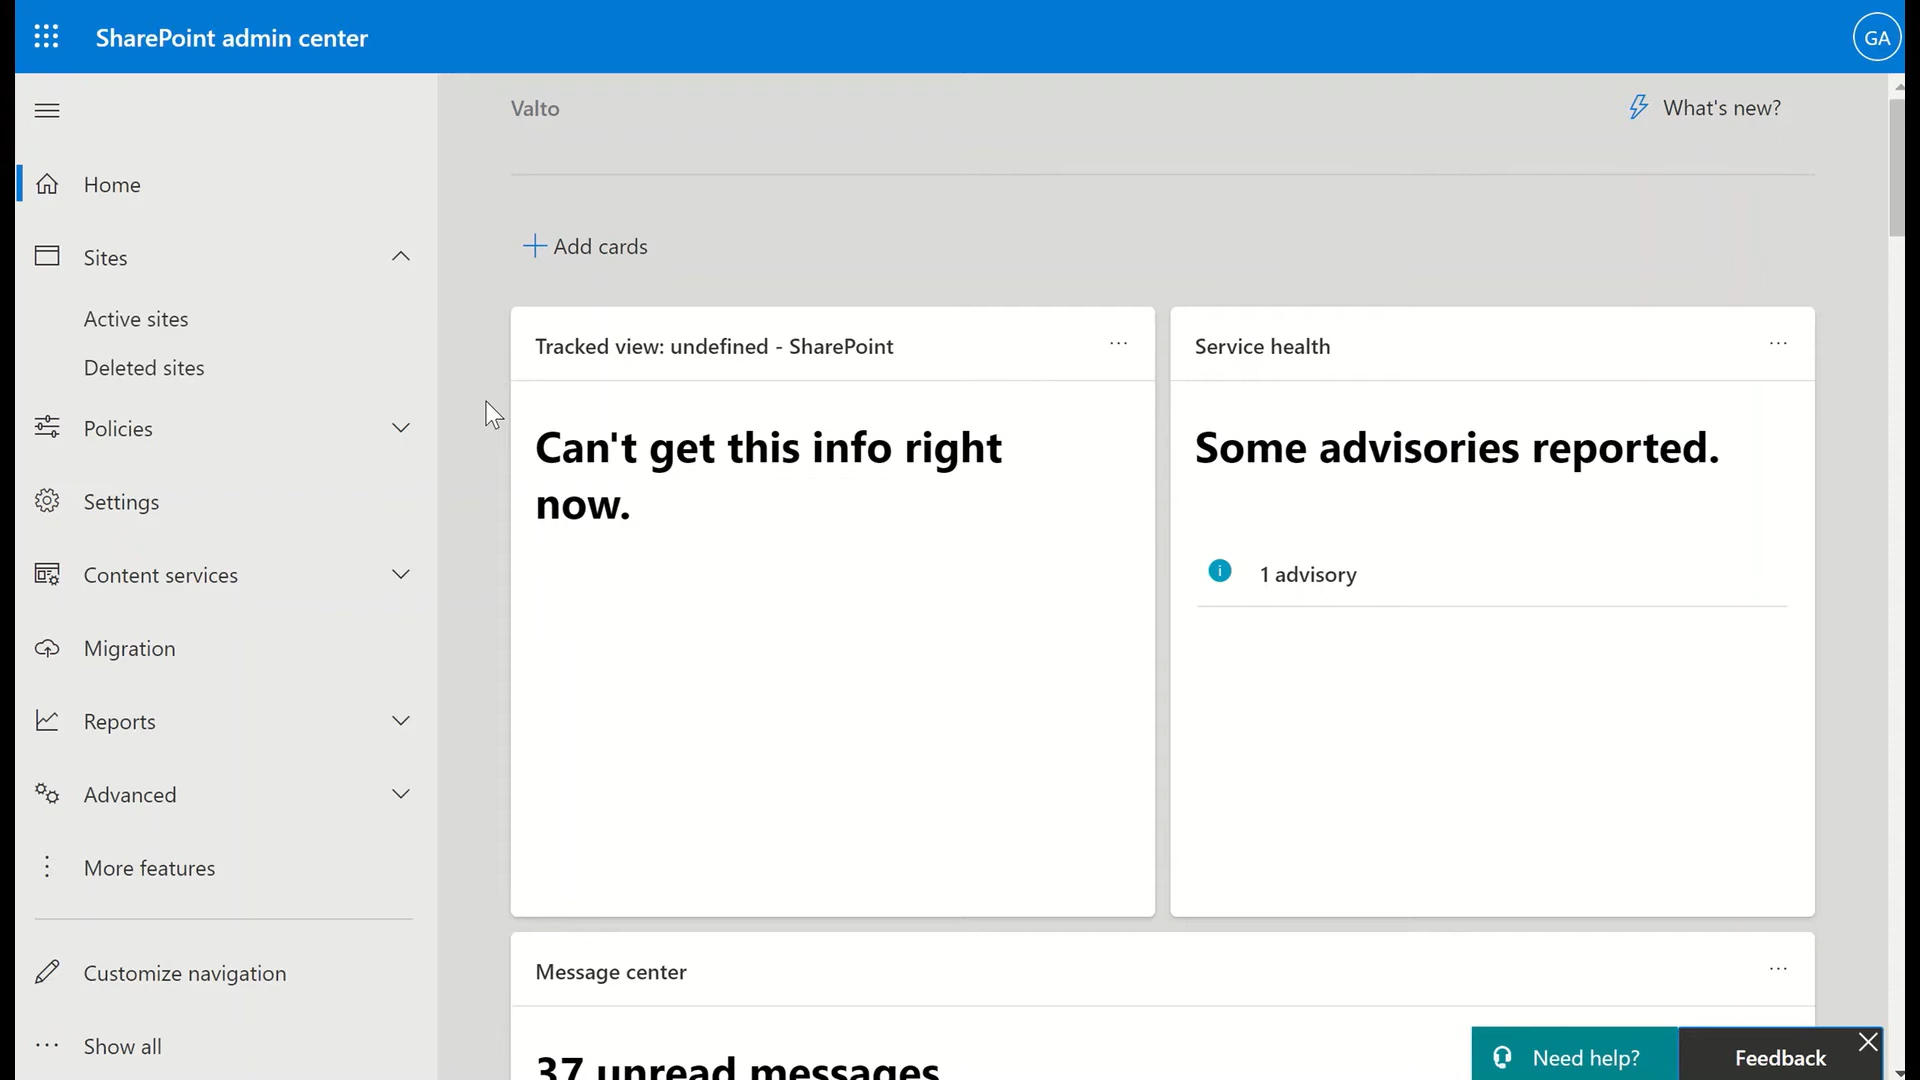 SharePoint admin center
GA
Home
Sites
Active sites
Deleted sites
Policies
Settings
Content services
Migration
Reports
Advanced
More features
Customize navigation
Show all
Valto
What's new?
Add cards
Tracked view: undefined - SharePoint
Can't get this info right
now.
Service health
Some advisories reported.
1 advisory
Message center
37 unread messages
Need help?
Feedback